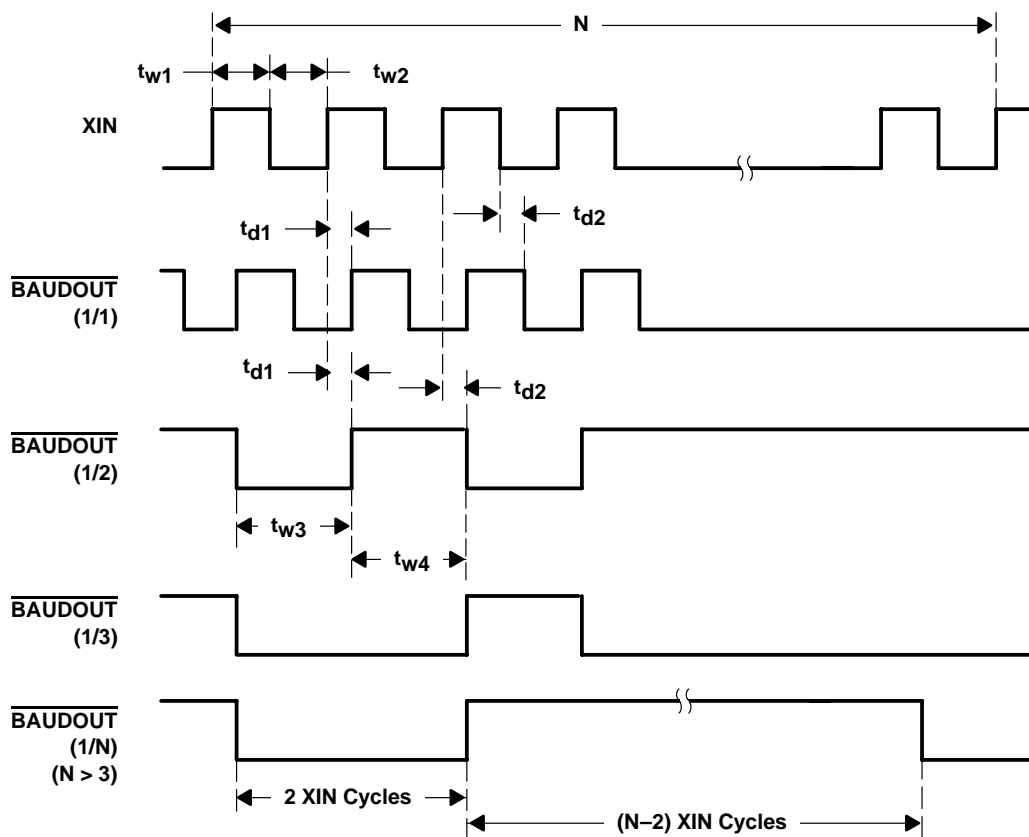 N
tw1
tw2
XIN
td1
td2
BAUDOUT
(1/1)
td1
td2
BAUDOUT
(1/2)
tw3
tw4
BAUDOUT
(1/3)
BAUDOUT
(1/N)
(N > 3)
2 XIN Cycles
(N–2) XIN Cycles